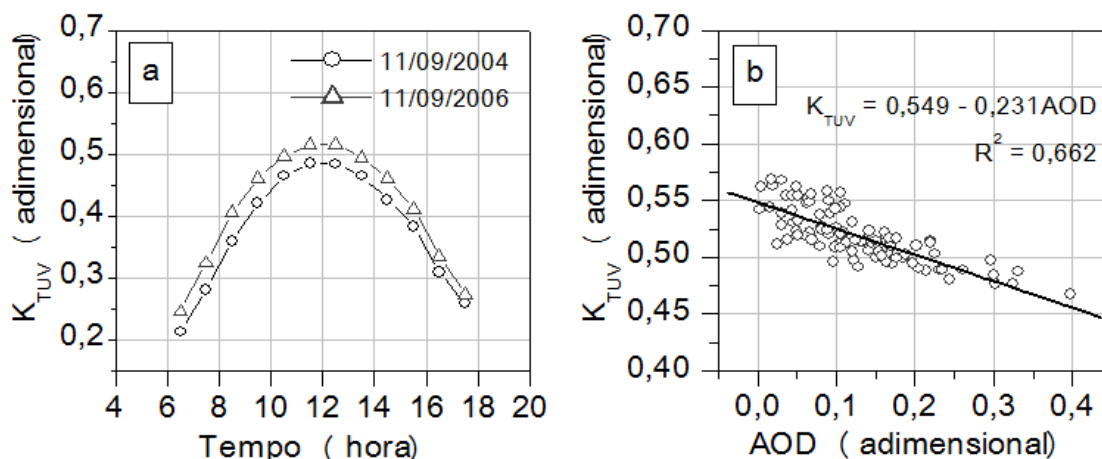 a
11/09/2004
11/09/2006
K_TUV ( adimensional)
0,7
0,6
0,5
0,4
0,3
0,2
4 6 8 10 12 14 16 18 20
Tempo ( hora)
b
K_TUV = 0,549 - 0,231AOD
R² = 0,662
K_TUV ( adimensional)
0,70
0,65
0,60
0,55
0,50
0,45
0,40
0,0 0,1 0,2 0,3 0,4
AOD ( adimensional)